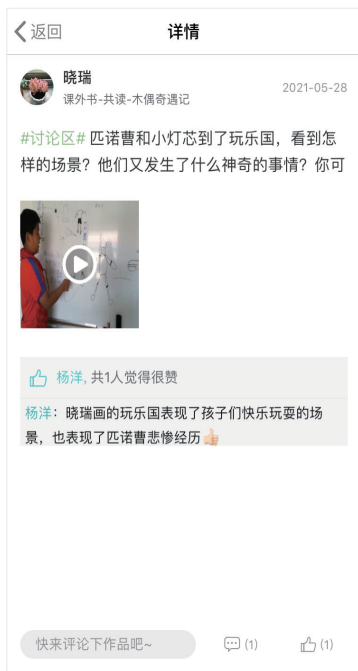 返回
详情
晓瑞
2021-05-28
课外书-共读-木偶奇遇记
#讨论区# 匹诺曹和小灯芯到了玩乐国，看到怎
样的场景？他们又发生了什么神奇的事情？你可
杨洋, 共1人觉得很赞
杨洋：晓瑞画的玩乐国表现了孩子们快乐玩耍的场
景，也表现了匹诺曹悲惨经历👍🏻
快来评论下作品吧~
(1)
(1)